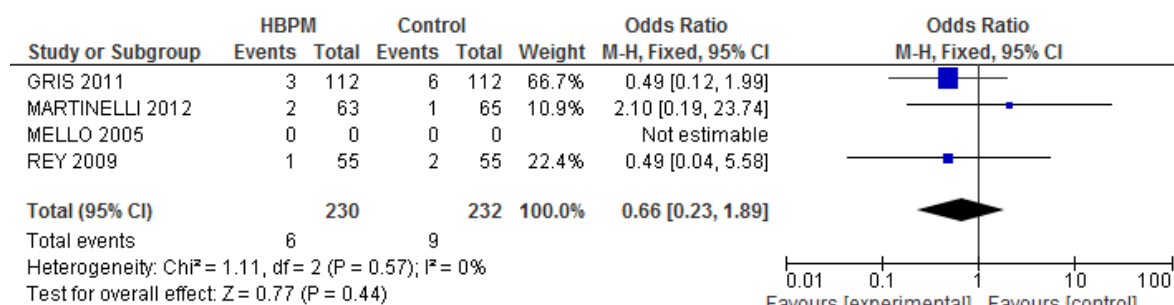 HBPM Control Odds Ratio Odds Ratio
Study or Subgroup Events Total Events Total Weight M-H, Fixed, 95% CI M-H, Fixed, 95% CI
GRIS 2011 3 112 6 112 66.7% 0.49 [0.12, 1.99]
MARTINELLI 2012 2 63 1 65 10.9% 2.10 [0.19, 23.74]
MELLO 2005 0 0 0 0 Not estimable
REY 2009 1 55 2 55 22.4% 0.49 [0.04, 5.58]
Total (95% CI) 230 232 100.0% 0.66 [0.23, 1.89]
Total events 6 9
Heterogeneity: Chi² = 1.11, df = 2 (P = 0.57); I² = 0%
0.01 0.1 1 10 100
Test for overall effect: Z = 0.77 (P = 0.44)
Favours [experimental] Favours [control]